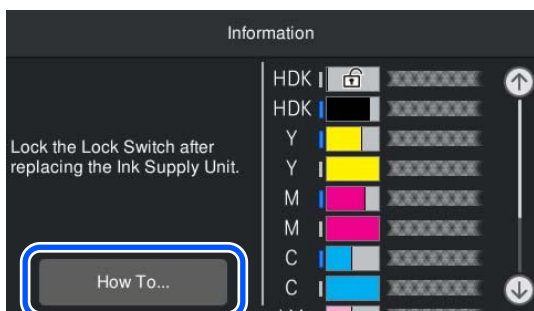 Information
Lock the Lock Switch after
replacing the Ink Supply Unit.
How To...
HDK
HDK
Y
Y
M
M
C
C